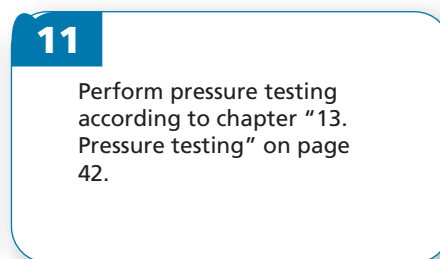 11
Perform pressure testing
according to chapter “13.
Pressure testing” on page
42.